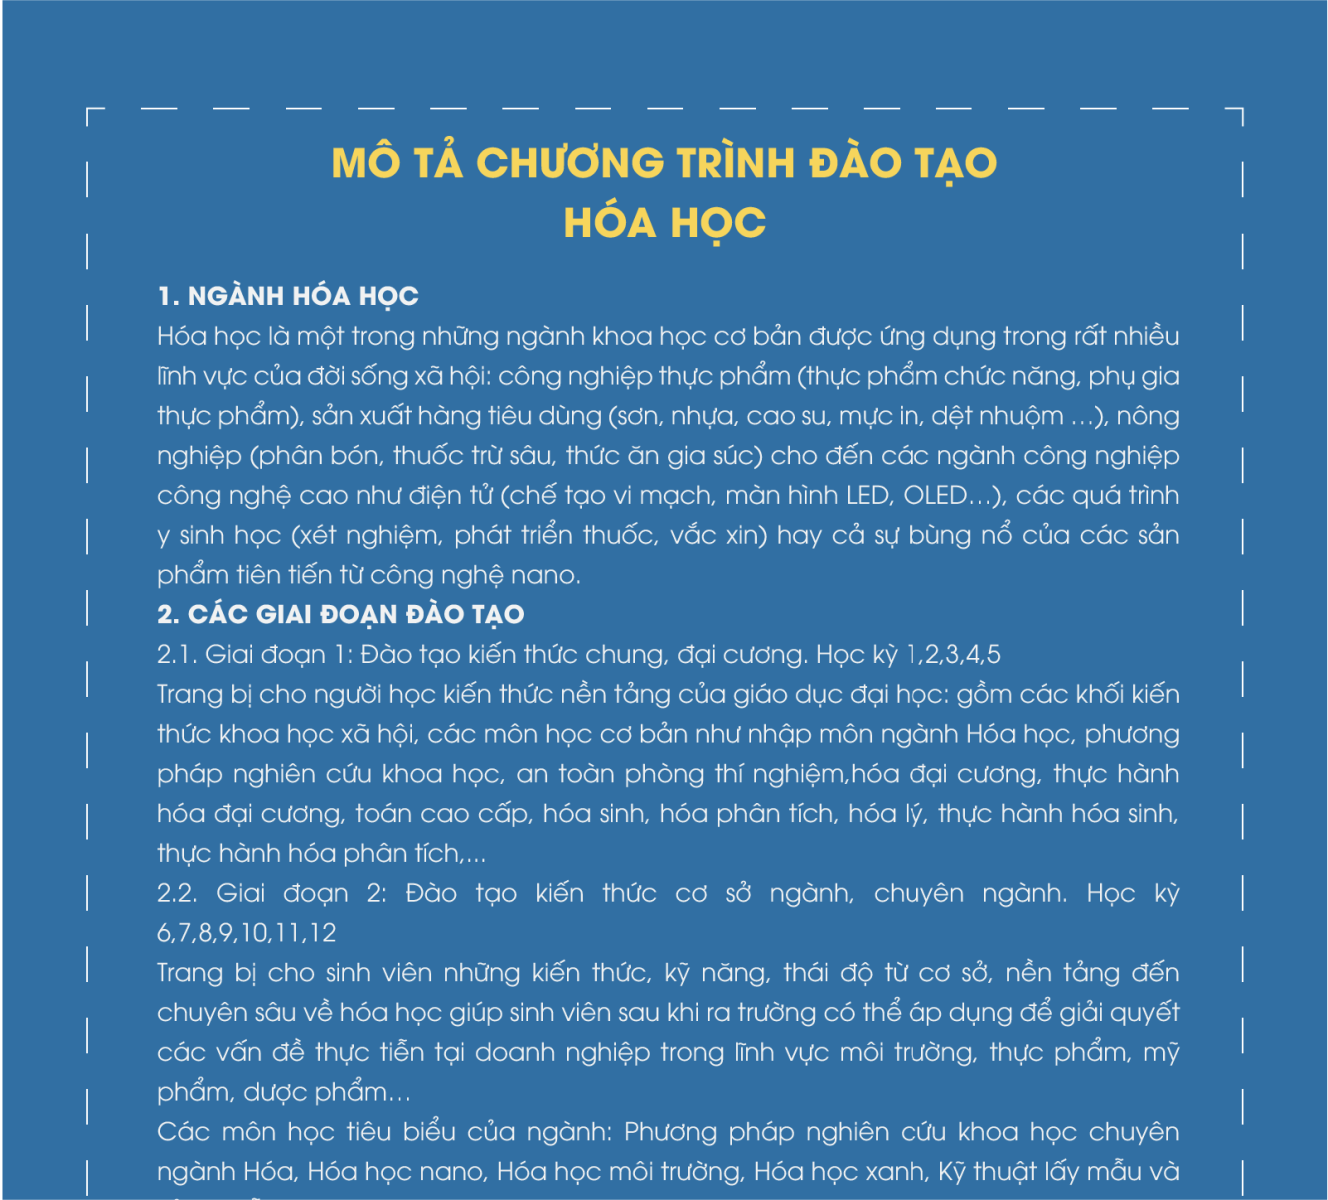 MÔ TẢ CHƯƠNG TRÌNH ĐÀO TẠO
HÓA HỌC
1. NGÀNH HÓA HỌC
Hóa học là một trong những ngành khoa học cơ bản được ứng dụng trong rất nhiều
lĩnh vực của đời sống xã hội: công nghiệp thực phẩm (thực phẩm chức năng, phụ gia
thực phẩm), sản xuất hàng tiêu dùng (sơn, nhựa, cao su, mực in, dệt nhuộm ...), nông
nghiệp (phân bón, thuốc trừ sâu, thức ăn gia súc) cho đến các ngành công nghiệp
công nghệ cao như điện tử (chế tạo vi mạch, màn hình LED, OLED...), các quá trình
y sinh học (xét nghiệm, phát triển thuốc, vắc xin) hay cả sự bùng nổ của các sản
phẩm tiên tiến từ công nghệ nano.
2. CÁC GIAI ĐOẠN ĐÀO TẠO
2.1. Giai đoạn 1: Đào tạo kiến thức chung, đại cương. Học kỳ 1,2,3,4,5
Trang bị cho người học kiến thức nền tảng của giáo dục đại học: gồm các khối kiến
thức khoa học xã hội, các môn học cơ bản như nhập môn ngành Hóa học, phương
pháp nghiên cứu khoa học, an toàn phòng thí nghiệm,hóa đại cương, thực hành
hóa đại cương, toán cao cấp, hóa sinh, hóa phân tích, hóa lý, thực hành hóa sinh,
thực hành hóa phân tích,...
2.2. Giai đoạn 2: Đào tạo kiến thức cơ sở ngành, chuyên ngành. Học kỳ
6,7,8,9,10,11,12
Trang bị cho sinh viên những kiến thức, kỹ năng, thái độ từ cơ sở, nền tảng đến
chuyên sâu về hóa học giúp sinh viên sau khi ra trường có thể áp dụng để giải quyết
các vấn đề thực tiễn tại doanh nghiệp trong lĩnh vực môi trường, thực phẩm, mỹ
phẩm, dược phẩm...
Các môn học tiêu biểu của ngành: Phương pháp nghiên cứu khoa học chuyên
ngành Hóa, Hóa học nano, Hóa học môi trường, Hóa học xanh, Kỹ thuật lấy mẫu và